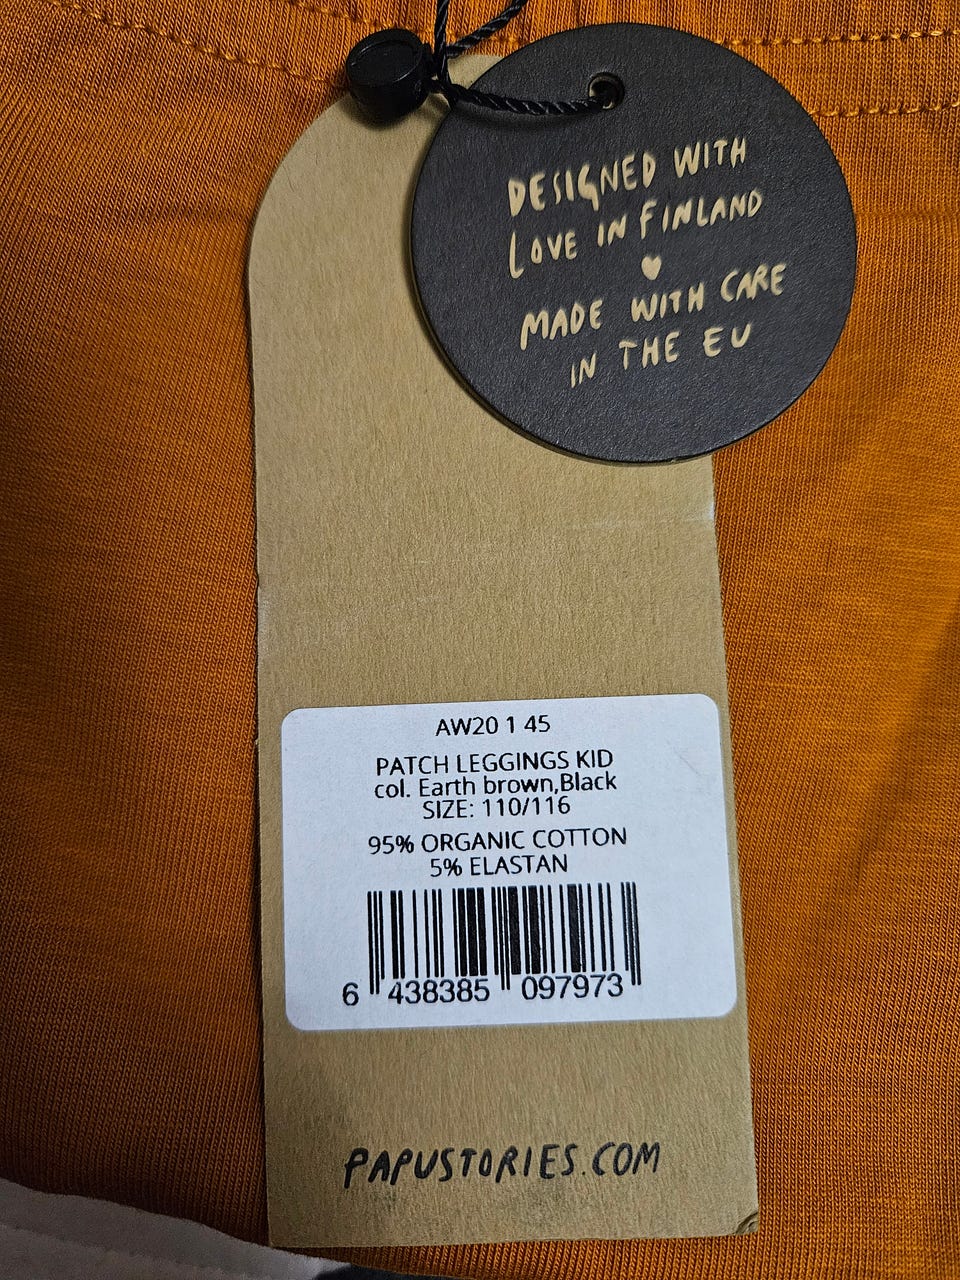 DESIGNED WITH
LOVE IN FINLAND
MADE WITH CARE
IN THE EU
AW20 1 45
PATCH LEGGINGS KID
col. Earth brown,Black
SIZE: 110/116
95% ORGANIC COTTON
5% ELASTAN
6 438385 097973
PAPUSTORIES.COM